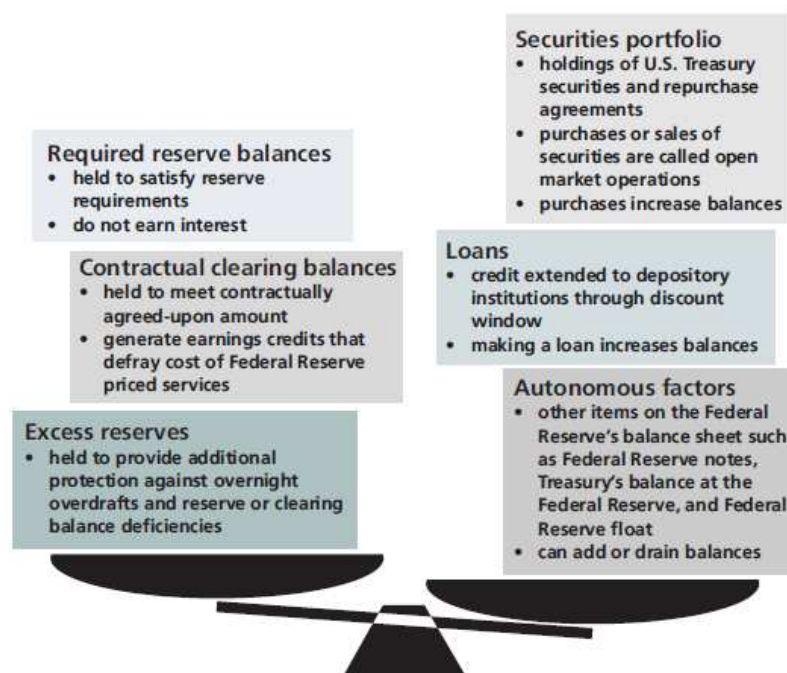 Required reserve balances
• held to satisfy reserve
requirements
• do not earn interest
Contractual clearing balances
• held to meet contractually
agreed-upon amount
• generate earnings credits that
defray cost of Federal Reserve
priced services
Excess reserves
• held to provide additional
protection against overnight
overdrafts and reserve or clearing
balance deficiencies
Securities portfolio
• holdings of U.S. Treasury
securities and repurchase
agreements
• purchases or sales of
securities are called open
market operations
• purchases increase balances
Loans
• credit extended to depository
institutions through discount
window
• making a loan increases balances
Autonomous factors
• other items on the Federal
Reserve's balance sheet such
as Federal Reserve notes,
Treasury's balance at the
Federal Reserve, and Federal
Reserve float
• can add or drain balances